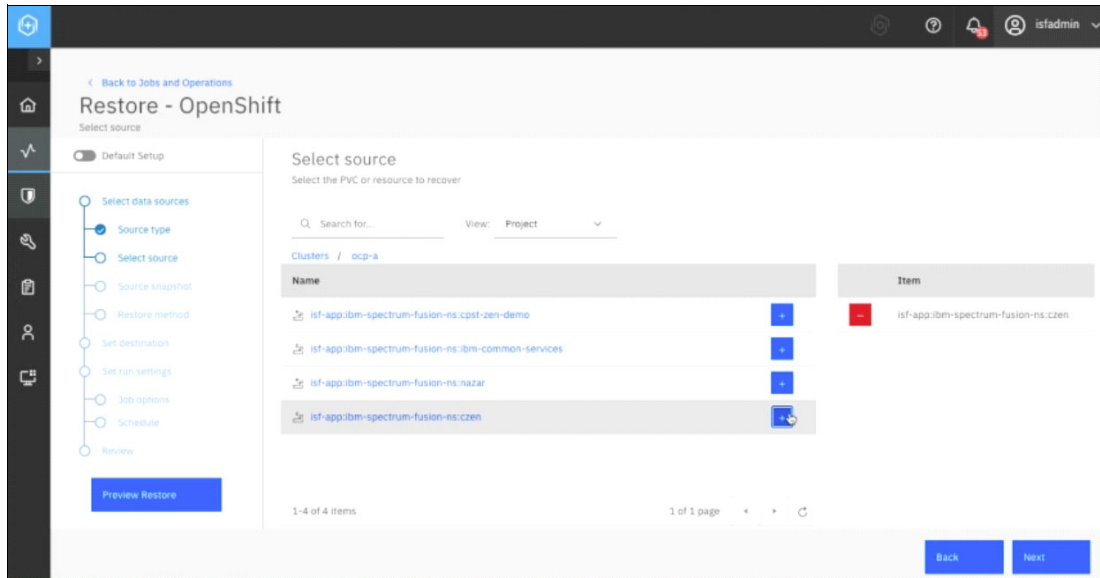 isfadmin
53
Back to Jobs and Operations
Restore - OpenShift
Select source
Default Setup
Select data sources
Source type
Select source
Source snapshot
Restore method
Set destination
Set run settings
Job options
Schedule
Review
Preview Restore
Select source
Select the PVC or resource to recover
Search for...
View: Project
Clusters / ocp-a
Name
isf-app:ibm-spectrum-fusion-ns:cpst-zen-demo
isf-app:ibm-spectrum-fusion-ns:ibm-common-services
isf-app:ibm-spectrum-fusion-ns:nazar
isf-app:ibm-spectrum-fusion-ns:czen
1-4 of 4 items
1 of 1 page
Item
isf-app:ibm-spectrum-fusion-ns:czen
Back
Next